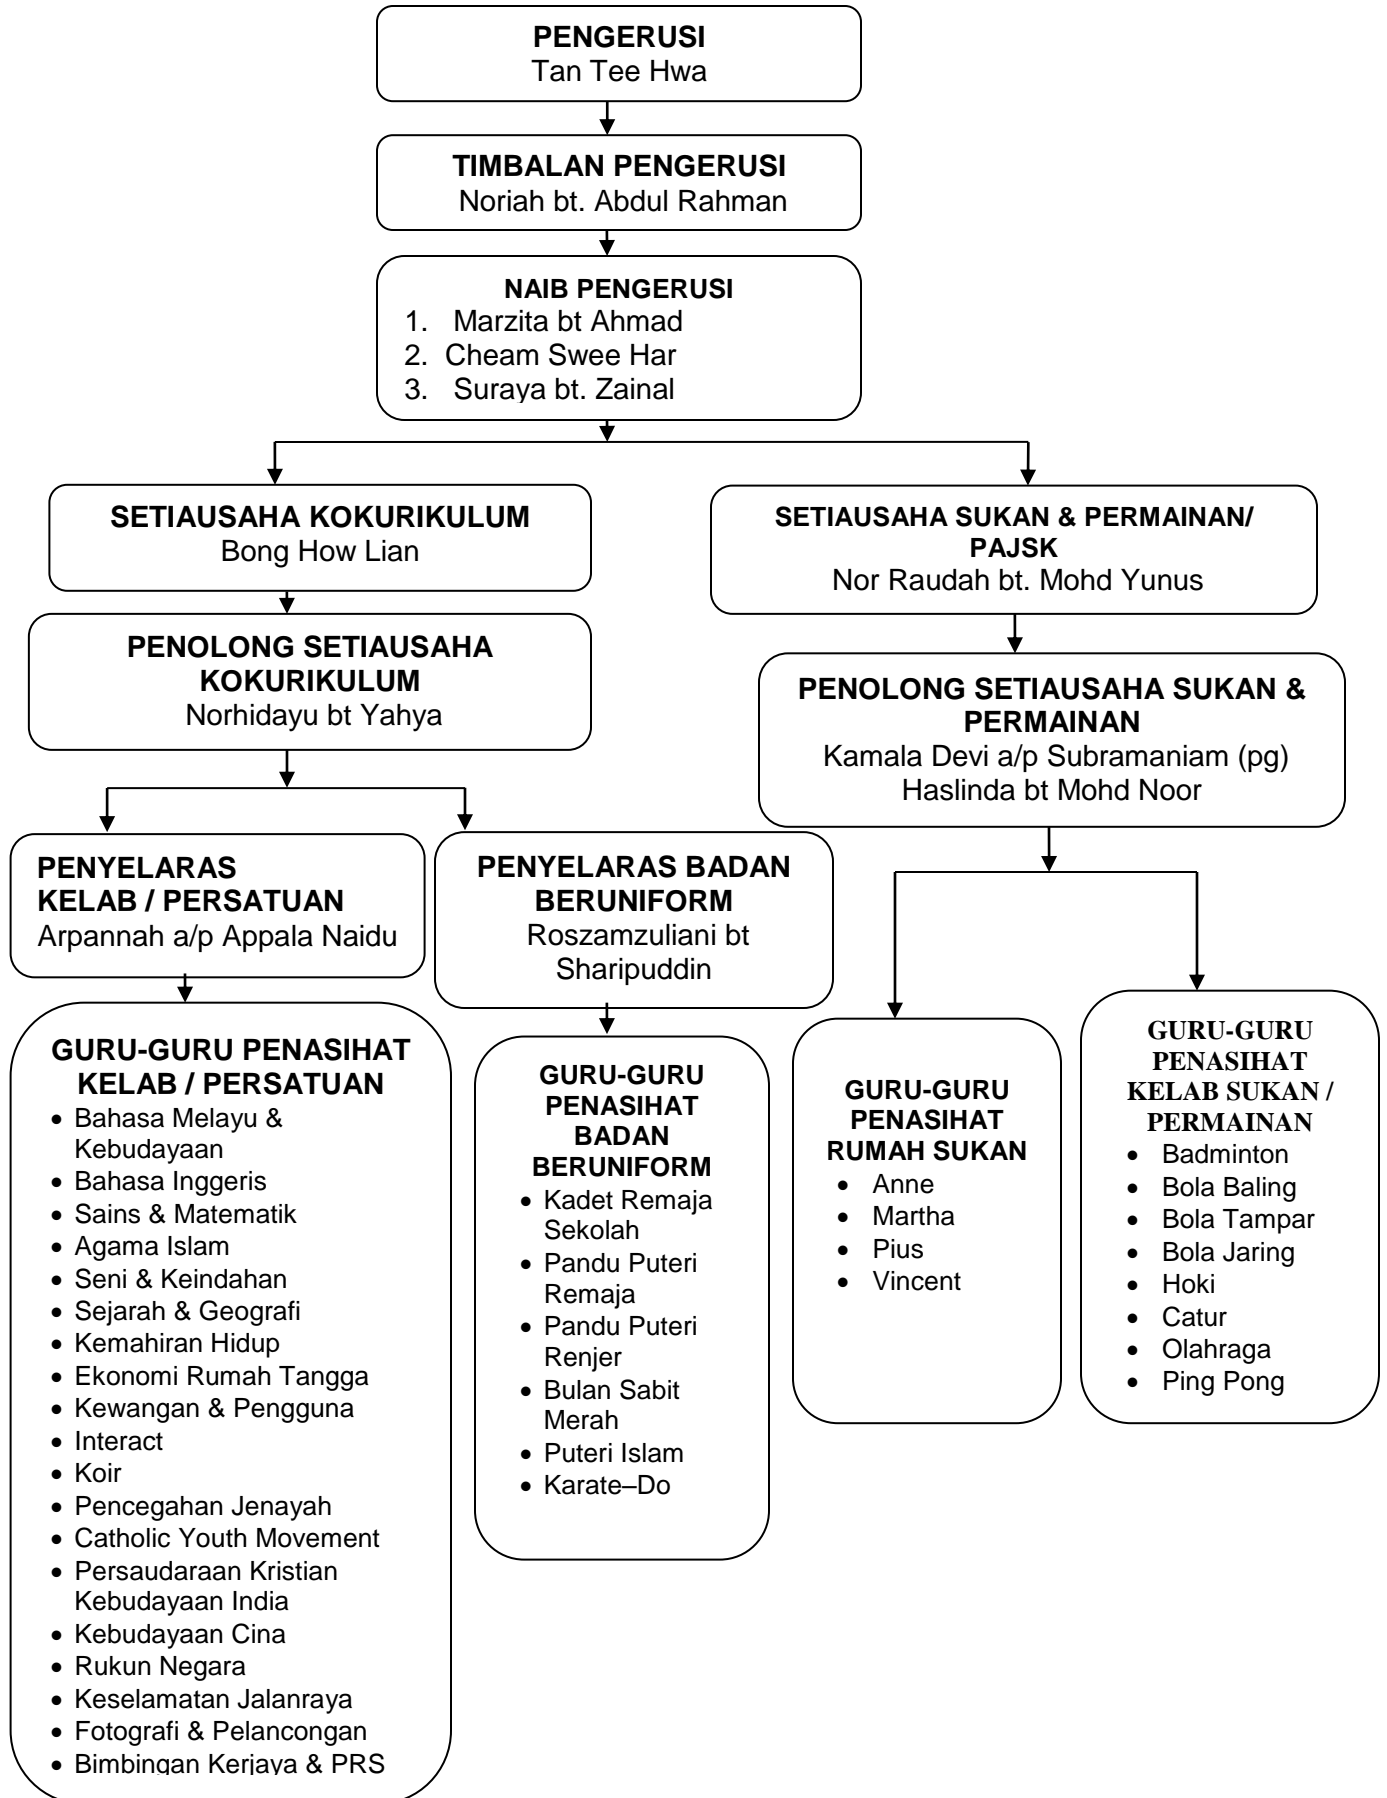 PENGERUSI
Tan Tee Hwa
TIMBALAN PENGERUSI
Noriah bt. Abdul Rahman
NAIB PENGERUSI
1. Marzita bt Ahmad
2. Cheam Swee Har
3. Suraya bt. Zainal
SETIAUSAHA KOKURIKULUM
Bong How Lian
SETIAUSAHA SUKAN & PERMAINAN/
PAJSK
Nor Raudah bt. Mohd Yunus
PENOLONG SETIAUSAHA
KOKURIKULUM
Norhidayu bt Yahya
PENOLONG SETIAUSAHA SUKAN &
PERMAINAN
Kamala Devi a/p Subramaniam (pg)
Haslinda bt Mohd Noor
PENYELARAS
KELAB / PERSATUAN
Arpannah a/p Appala Naidu
PENYELARAS BADAN
BERUNIFORM
Roszamzuliani bt
Sharipuddin
GURU-GURU PENASIHAT
KELAB / PERSATUAN
• Bahasa Melayu &
Kebudayaan
• Bahasa Inggeris
• Sains & Matematik
• Agama Islam
• Seni & Keindahan
• Sejarah & Geografi
• Kemahiran Hidup
• Ekonomi Rumah Tangga
• Kewangan & Pengguna
• Interact
• Koir
• Pencegahan Jenayah
• Catholic Youth Movement
• Persaudaraan Kristian
Kebudayaan India
• Kebudayaan Cina
• Rukun Negara
• Keselamatan Jalanraya
• Fotografi & Pelancongan
• Bimbingan Kerjaya & PRS
GURU-GURU
PENASIHAT
BADAN
BERUNIFORM
• Kadet Remaja
Sekolah
• Pandu Puteri
Remaja
• Pandu Puteri
Renjer
• Bulan Sabit
Merah
• Puteri Islam
• Karate–Do
GURU-GURU
PENASIHAT
RUMAH SUKAN
• Anne
• Martha
• Pius
• Vincent
GURU-GURU
PENASIHAT
KELAB SUKAN /
PERMAINAN
• Badminton
• Bola Baling
• Bola Tampar
• Bola Jaring
• Hoki
• Catur
• Olahraga
• Ping Pong